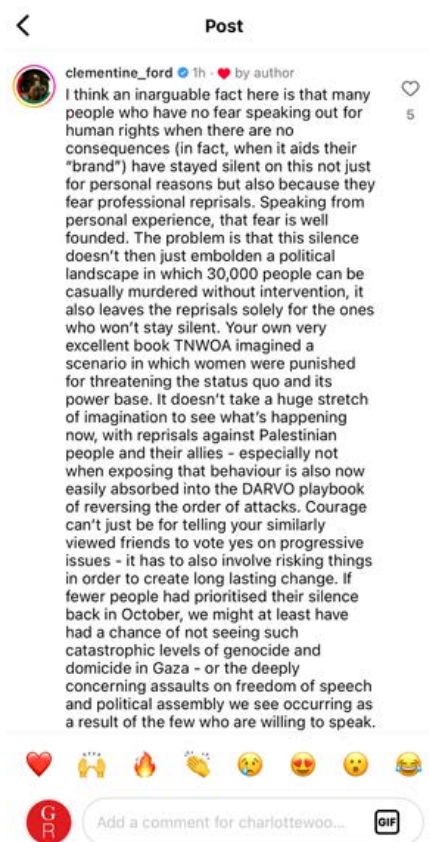 Post
clementine_ford 1h · by author
I think an inarguable fact here is that many
people who have no fear speaking out for
human rights when there are no
consequences (in fact, when it aids their
"brand") have stayed silent on this not just
for personal reasons but also because they
fear professional reprisals. Speaking from
personal experience, that fear is well
founded. The problem is that this silence
doesn't then just embolden a political
landscape in which 30,000 people can be
casually murdered without intervention, it
also leaves the reprisals solely for the ones
who won't stay silent. Your own very
excellent book TNWOA imagined a
scenario in which women were punished
for threatening the status quo and its
power base. It doesn't take a huge stretch
of imagination to see what's happening
now, with reprisals against Palestinian
people and their allies - especially not
when exposing that behaviour is also now
easily absorbed into the DARVO playbook
of reversing the order of attacks. Courage
can't just be for telling your similarly
viewed friends to vote yes on progressive
issues - it has to also involve risking things
in order to create long lasting change. If
fewer people had prioritised their silence
back in October, we might at least have
had a chance of not seeing such
catastrophic levels of genocide and
domicide in Gaza - or the deeply
concerning assaults on freedom of speech
and political assembly we see occurring as
a result of the few who are willing to speak.
5
G
R
Add a comment for charlottewoo...
GIF